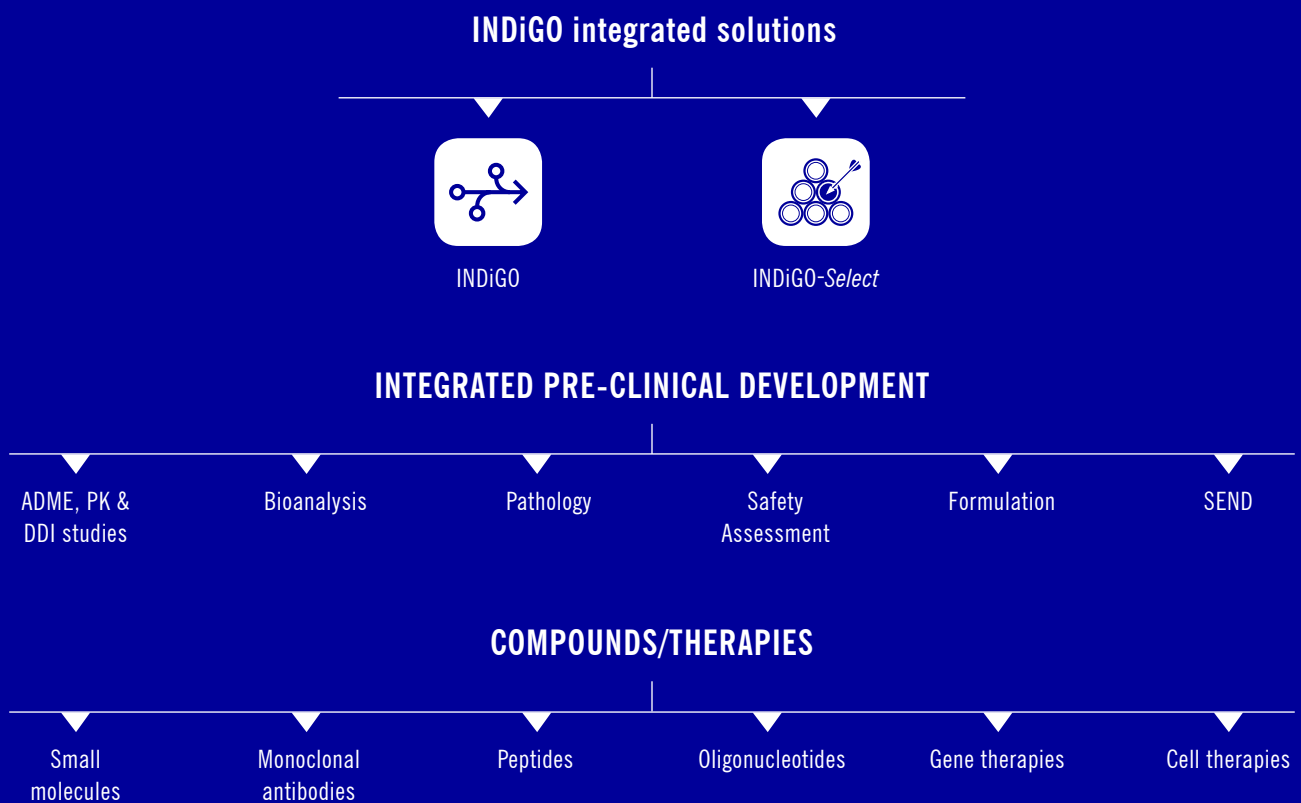 INDiGO integrated solutions
INDiGO
INDiGO-Select
INTEGRATED PRE-CLINICAL DEVELOPMENT
ADME, PK &
DDI studies
Bioanalysis
Pathology
Safety
Assessment
Formulation
SEND
COMPOUNDS/THERAPIES
Small
molecules
Monoclonal
antibodies
Peptides
Oligonucleotides
Gene therapies
Cell therapies